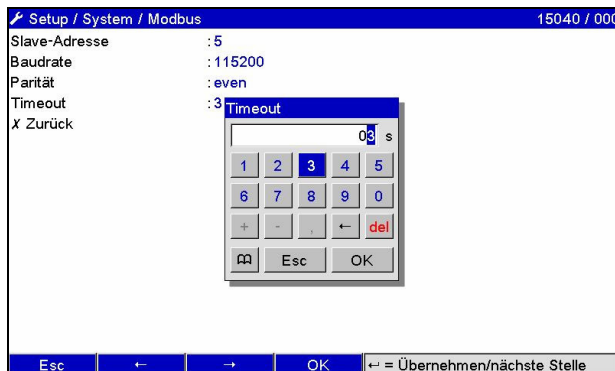 Setup / System / Modbus 15040 / 000
Slave-Adresse : 5
Baudrate : 115200
Parität : even
Timeout : 3
X Zurück
Timeout
03 s
1 2 3 4 5
6 7 8 9 0
+ - , ← del
Esc OK
Esc ← → OK ↵ = Übernehmen/nächste Stelle